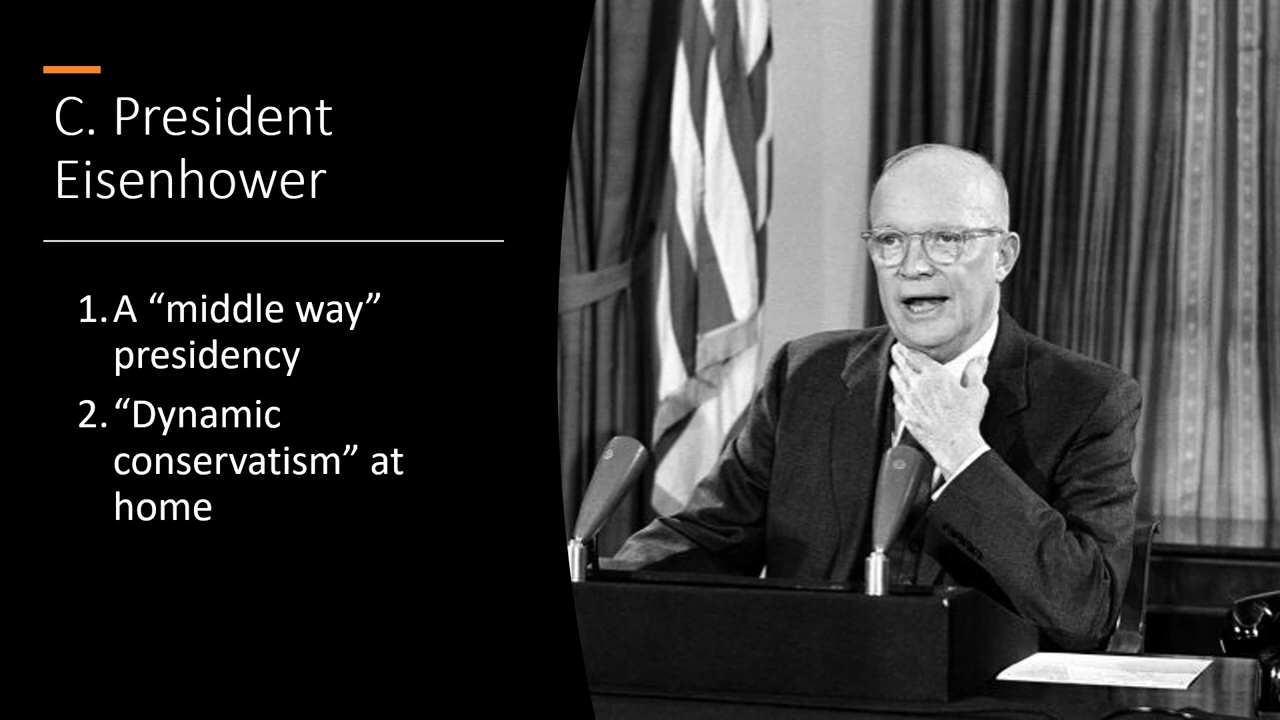 C. President
Eisenhower
1. A “middle way”
presidency
2. “Dynamic
conservatism” at
home